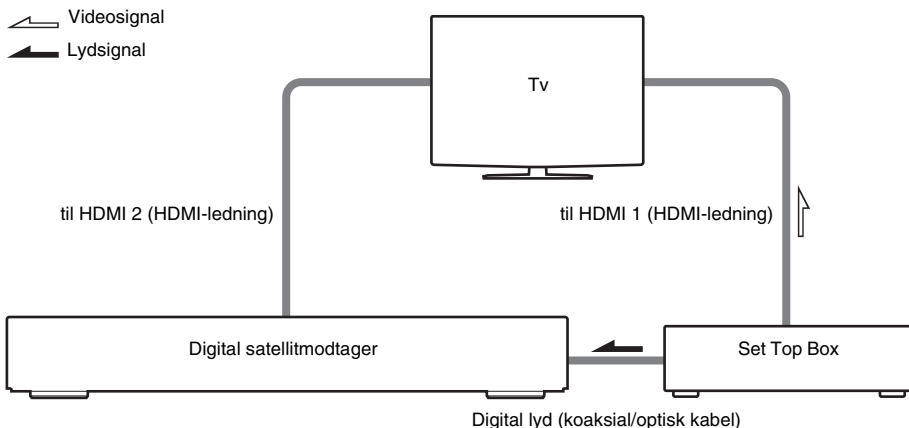 Videosignal
Lydsignal
Tv
til HDMI 2 (HDMI-ledning)
til HDMI 1 (HDMI-ledning)
Digital satellitmodtager
Set Top Box
Digital lyd (koaksial/optisk kabel)